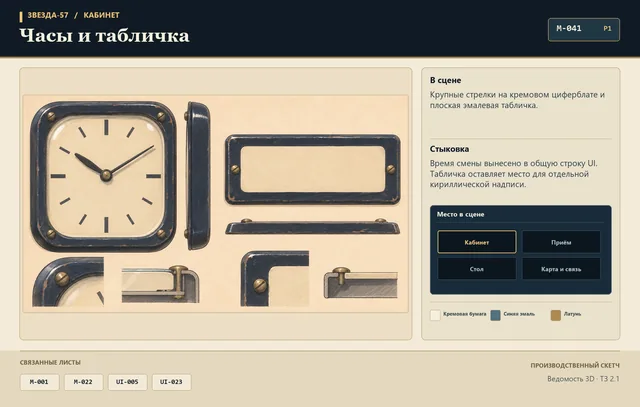 ЗВЕЗДА-57 / КАБИНЕТ
Часы и табличка
M-041 P1
В сцене
Крупные стрелки на кремовом циферблате и
плоская эмалевая табличка.
Стыковка
Время смены вынесено в общую строку UI.
Табличка оставляет место для отдельной
кириллической надписи.
Место в сцене
Кабинет
Приём
Стол
Карта и связь
Кремовая бумага
Синяя эмаль
Латунь
СВЯЗАННЫЕ ЛИСТЫ
M-001
M-022
UI-005
UI-023
ПРОИЗВОДСТВЕННЫЙ СКЕТЧ
Ведомость 3D · ТЗ 2.1